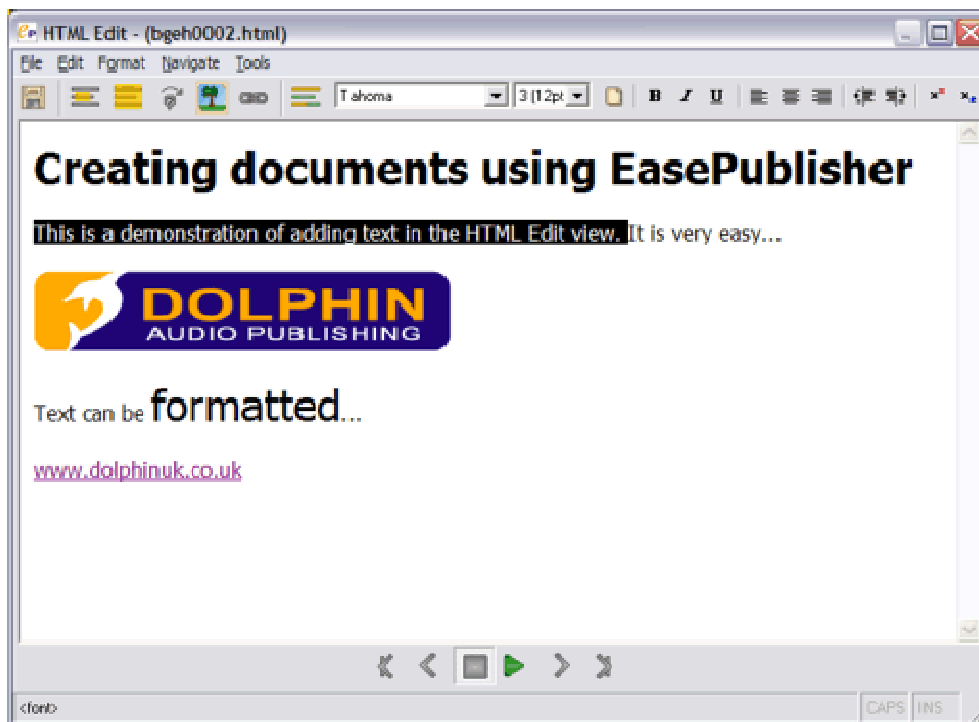 HTML Edit - (bgeh0002.html)
File Edit Format Navigate Tools
Tahoma 3 (12pt B I U
Creating documents using EasePublisher
This is a demonstration of adding text in the HTML Edit view. It is very easy...
DOLPHIN
AUDIO PUBLISHING
Text can be formatted...
www.dolphinuk.co.uk
<font>
CAPS INS